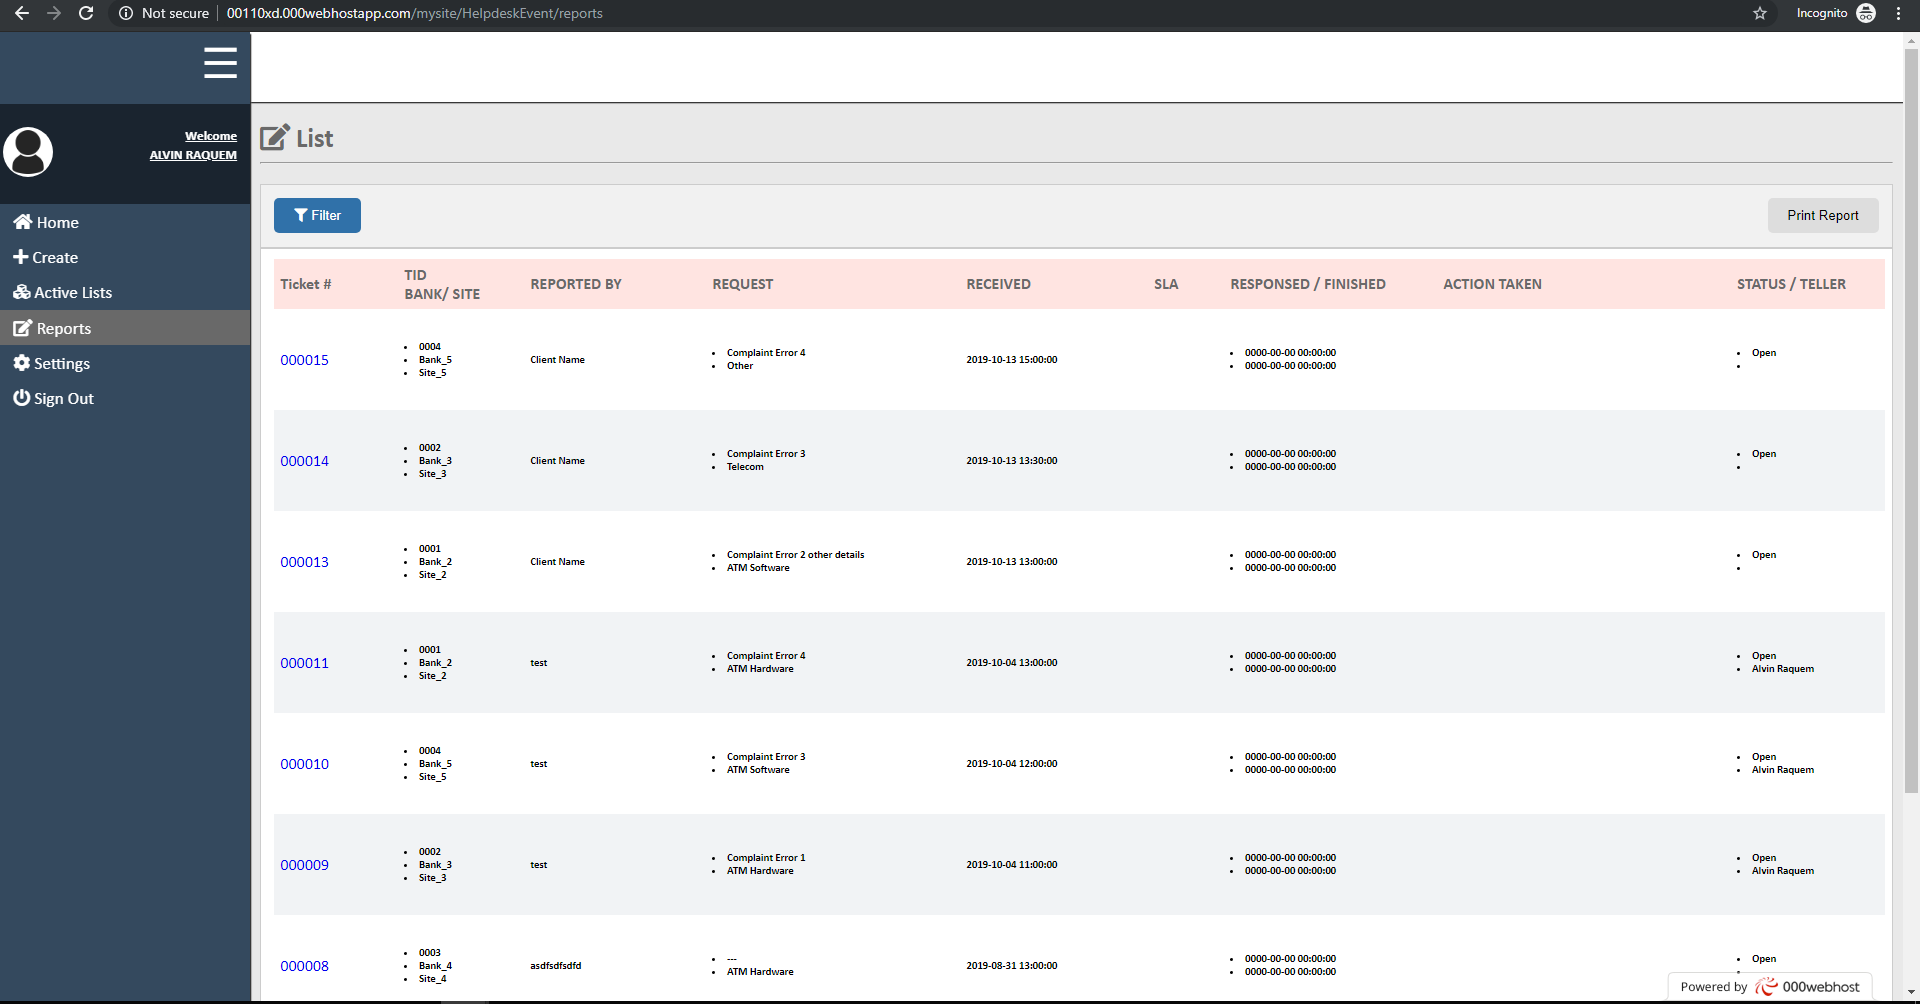 Not secure 00110xd.000webhostapp.com/mysite/HelpdeskEvent/reports Incognito
Welcome
ALVIN RAQUEM
Home
Create
Active Lists
Reports
Settings
Sign Out
List
Filter Print Report
Ticket # TID BANK/ SITE REPORTED BY REQUEST RECEIVED SLA RESPONSED / FINISHED ACTION TAKEN STATUS / TELLER
000015
• 0004
• Bank_5
• Site_5
Client Name
• Complaint Error 4
• Other
2019-10-13 15:00:00
• 0000-00-00 00:00:00
• 0000-00-00 00:00:00
• Open
•
000014
• 0002
• Bank_3
• Site_3
Client Name
• Complaint Error 3
• Telecom
2019-10-13 13:30:00
• 0000-00-00 00:00:00
• 0000-00-00 00:00:00
• Open
•
000013
• 0001
• Bank_2
• Site_2
Client Name
• Complaint Error 2 other details
• ATM Software
2019-10-13 13:00:00
• 0000-00-00 00:00:00
• 0000-00-00 00:00:00
• Open
•
000011
• 0001
• Bank_2
• Site_2
test
• Complaint Error 4
• ATM Hardware
2019-10-04 13:00:00
• 0000-00-00 00:00:00
• 0000-00-00 00:00:00
• Open
• Alvin Raquem
000010
• 0004
• Bank_5
• Site_5
test
• Complaint Error 3
• ATM Software
2019-10-04 12:00:00
• 0000-00-00 00:00:00
• 0000-00-00 00:00:00
• Open
• Alvin Raquem
000009
• 0002
• Bank_3
• Site_3
test
• Complaint Error 1
• ATM Hardware
2019-10-04 11:00:00
• 0000-00-00 00:00:00
• 0000-00-00 00:00:00
• Open
• Alvin Raquem
000008
• 0003
• Bank_4
• Site_4
asdfsdfsdfd
• ---
• ATM Hardware
2019-08-31 13:00:00
• 0000-00-00 00:00:00
• 0000-00-00 00:00:00
• Open
•
Powered by 000webhost